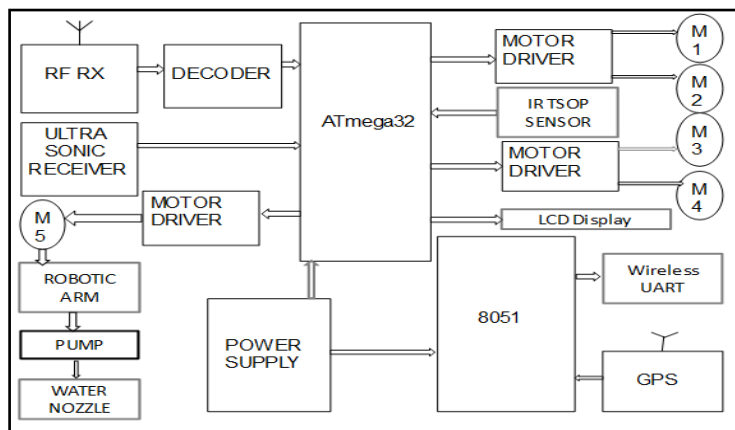 RF RX
DECODER
ATmega32
MOTOR
DRIVER
M
1
M
2
IR TSOP
SENSOR
ULTRA
SONIC
RECEIVER
MOTOR
DRIVER
M
3
M
4
MOTOR
DRIVER
M
5
LCD Display
ROBOTIC
ARM
PUMP
WATER
NOZZLE
POWER
SUPPLY
8051
Wireless
UART
GPS